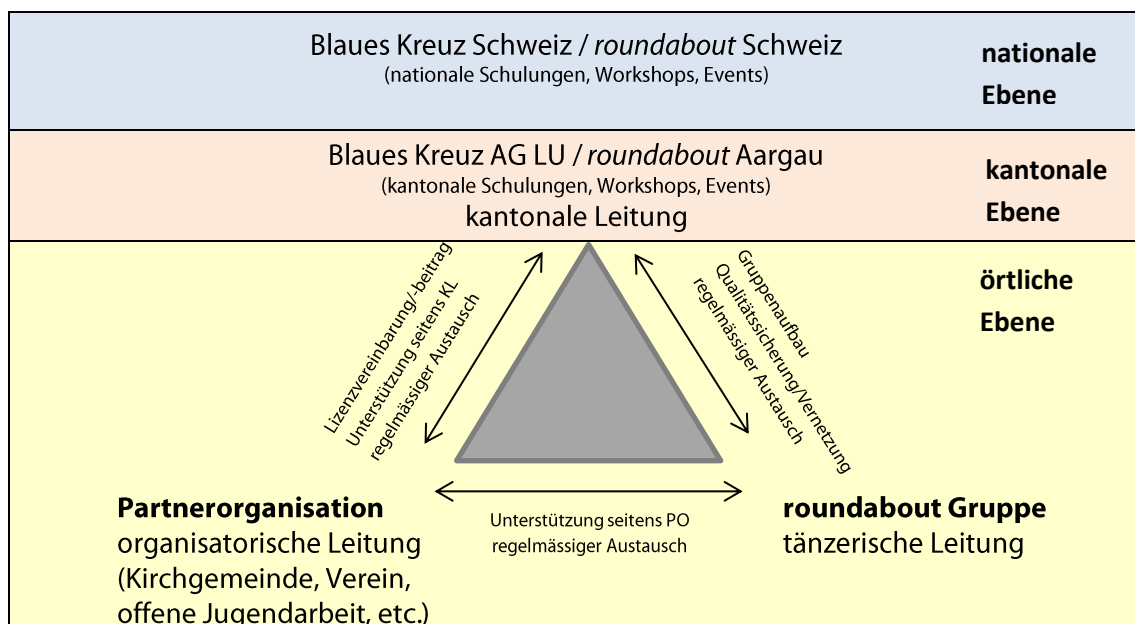 Blaues Kreuz Schweiz / roundabout Schweiz
(nationale Schulungen, Workshops, Events)
nationale
Ebene
Blaues Kreuz AG LU / roundabout Aargau
(kantonale Schulungen, Workshops, Events)
kantonale Leitung
kantonale
Ebene
örtliche
Ebene
Lizenzvereinbarung/-beitrag
Unterstützung seitens KL
regelmässiger Austausch
Gruppenaufbau
Qualitätssicherung/Vernetzung
regelmässiger Austausch
Partnerorganisation
organisatorische Leitung
(Kirchgemeinde, Verein,
offene Jugendarbeit, etc.)
Unterstützung seitens PO
regelmässiger Austausch
roundabout Gruppe
tänzerische Leitung